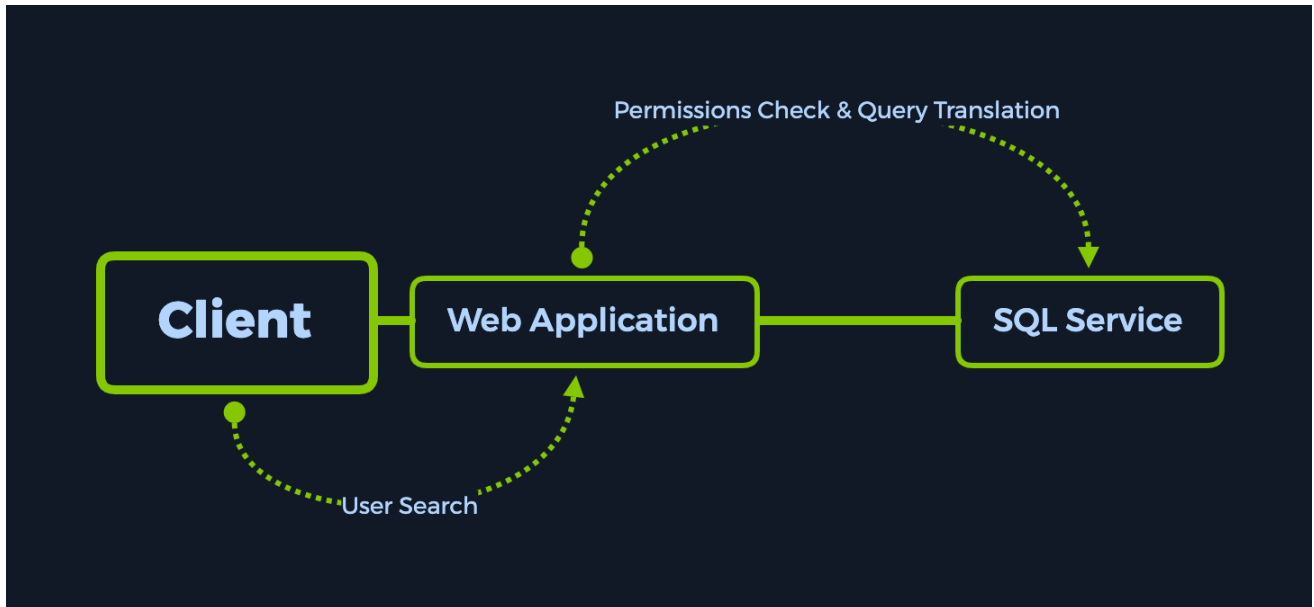 Permissions Check & Query Translation
Client
Web Application
SQL Service
User Search